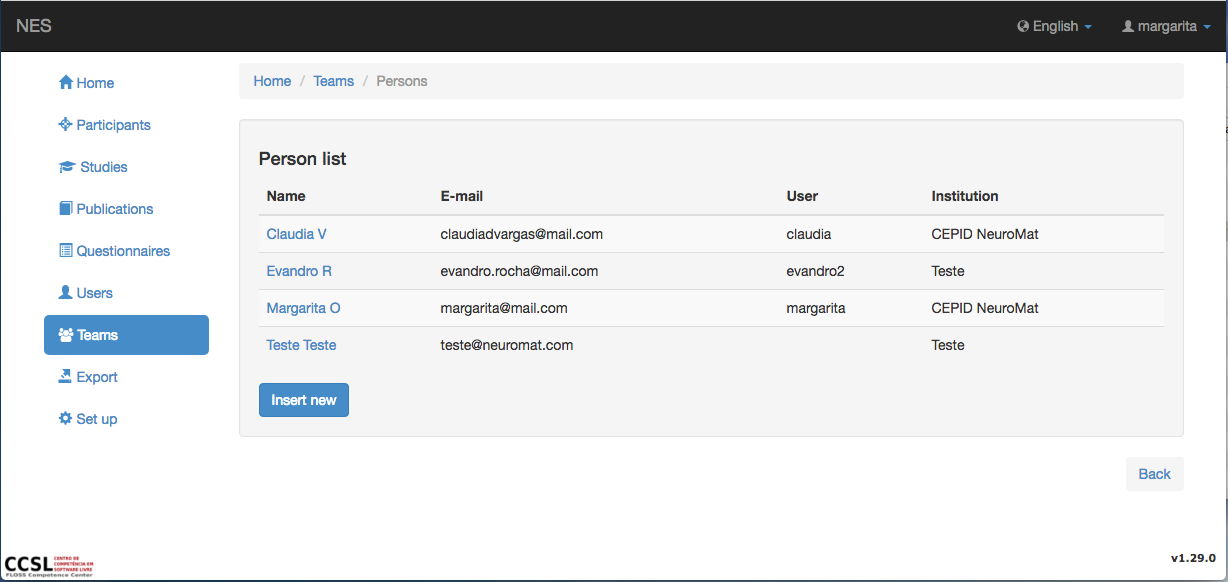 NES
English
margarita
Home
Participants
Studies
Publications
Questionnaires
Users
Teams
Export
Set up
Home / Teams / Persons
Person list
Name E-mail User Institution
Claudia V claudiadvargas@mail.com claudia CEPID NeuroMat
Evandro R evandro.rocha@mail.com evandro2 Teste
Margarita O margarita@mail.com margarita CEPID NeuroMat
Teste Teste teste@neuromat.com Teste
Insert new
Back
CCSL
CENTRO DE
COMPETÊNCIA EM
SOFTWARE LIVRE
FLOSS Competence Center
v1.29.0